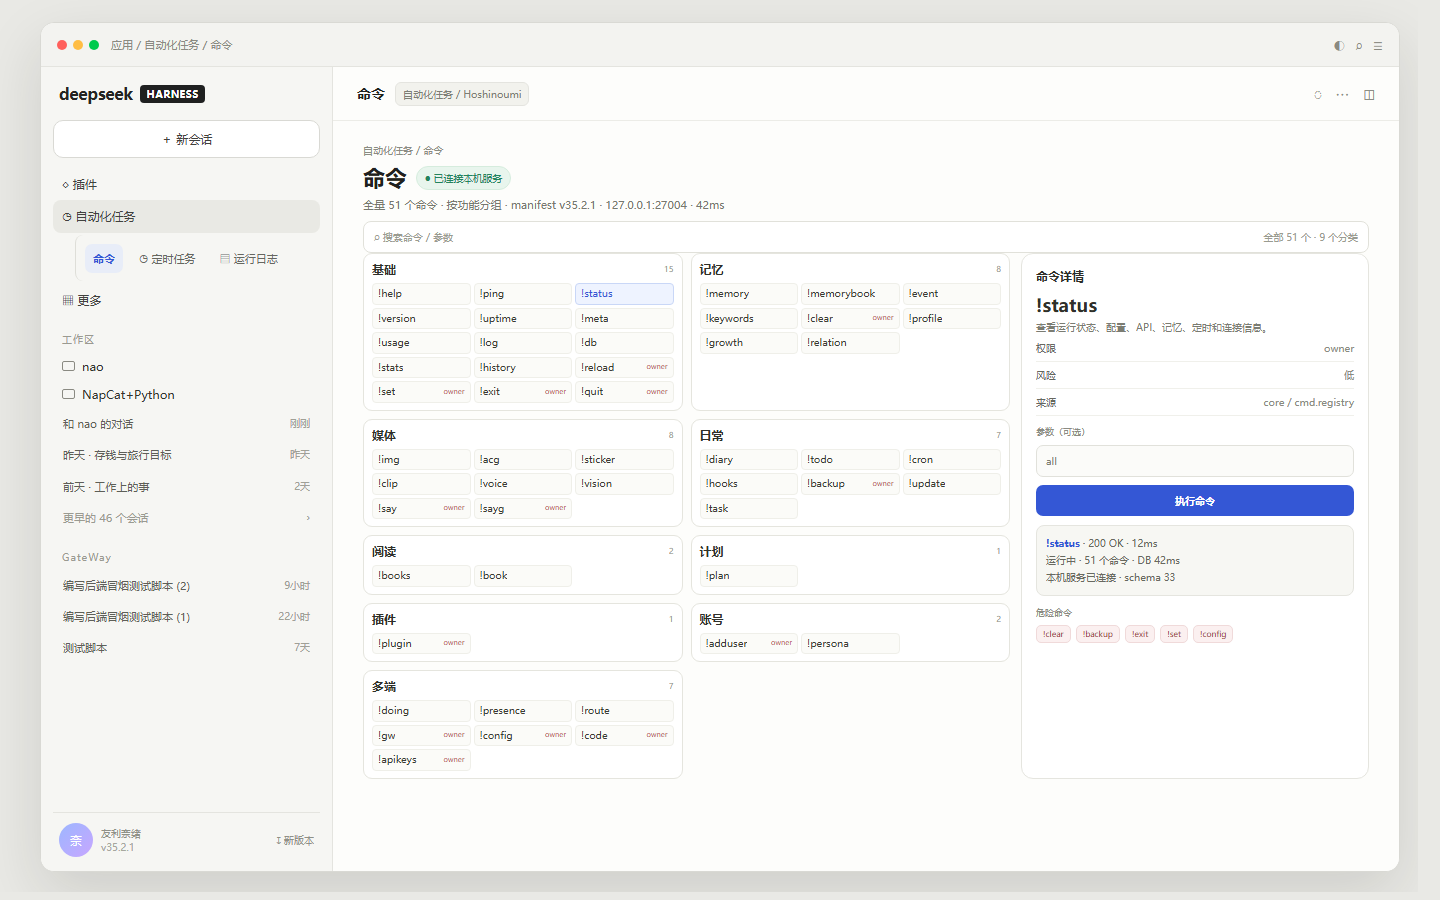 应用 / 自动化任务 / 命令
deepseek HARNESS
+ 新会话
插件
自动化任务
命令 定时任务 运行日志
更多
工作区
nao
NapCat+Python
和 nao 的对话 刚刚
昨天 · 存钱与旅行目标 昨天
前天 · 工作上的事 2天
更早的 46 个会话 ›
GateWay
编写后端冒烟测试脚本 (2) 9小时
编写后端冒烟测试脚本 (1) 22小时
测试脚本 7天
奈 友利奈绪
v35.2.1
新版本
命令 自动化任务 / Hoshinoumi
自动化任务 / 命令
命令 ● 已连接本机服务
全量 51 个命令 · 按功能分组 · manifest v35.2.1 · 127.0.0.1:27004 · 42ms
搜索命令 / 参数 全部 51 个 · 9 个分类
基础 15
!help !ping !status
!version !uptime !meta
!usage !log !db
!stats !history !reload owner
!set owner !exit owner !quit owner
记忆 8
!memory !memorybook !event
!keywords !clear owner !profile
!growth !relation
媒体 8
!img !acg !sticker
!clip !voice !vision
!say owner !sayg owner
日常 7
!diary !todo !cron
!hooks !backup owner !update
!task
阅读 2
!books !book
计划 1
!plan
插件 1
!plugin owner
账号 2
!adduser owner !persona
多端 7
!doing !presence !route
!gw owner !config owner !code owner
!apikeys owner
命令详情
!status
查看运行状态、配置、API、记忆、定时和连接信息。
权限 owner
风险 低
来源 core / cmd.registry
参数（可选）
all
执行命令
!status · 200 OK · 12ms
运行中 · 51 个命令 · DB 42ms
本机服务已连接 · schema 33
危险命令
!clear !backup !exit !set !config